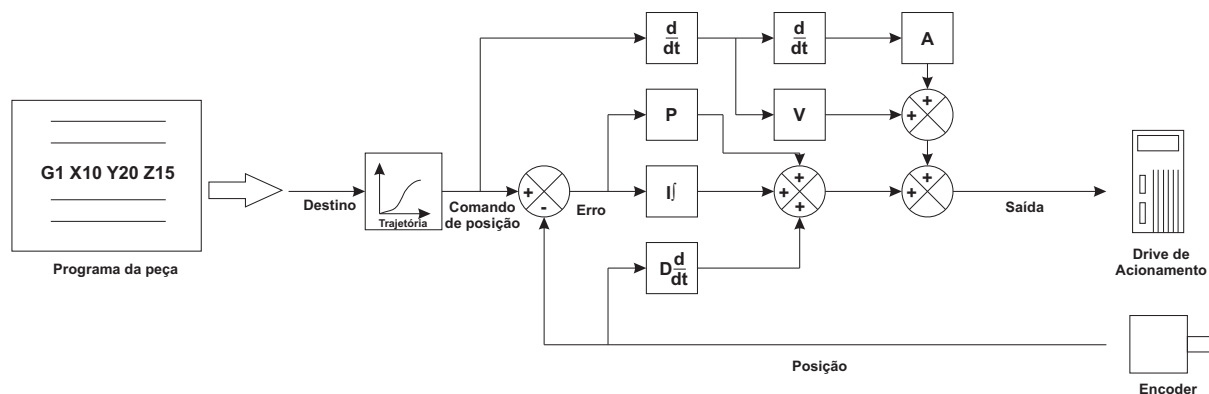 d
dt
d
dt
A
+
+
P
V
G1 X10 Y20 Z15
Destino
Trajetória
Comando
de posição
+
-
Erro
I∫
+
+
+
+
+
Saída
Programa da peça
D d
dt
Drive de
Acionamento
Posição
Encoder